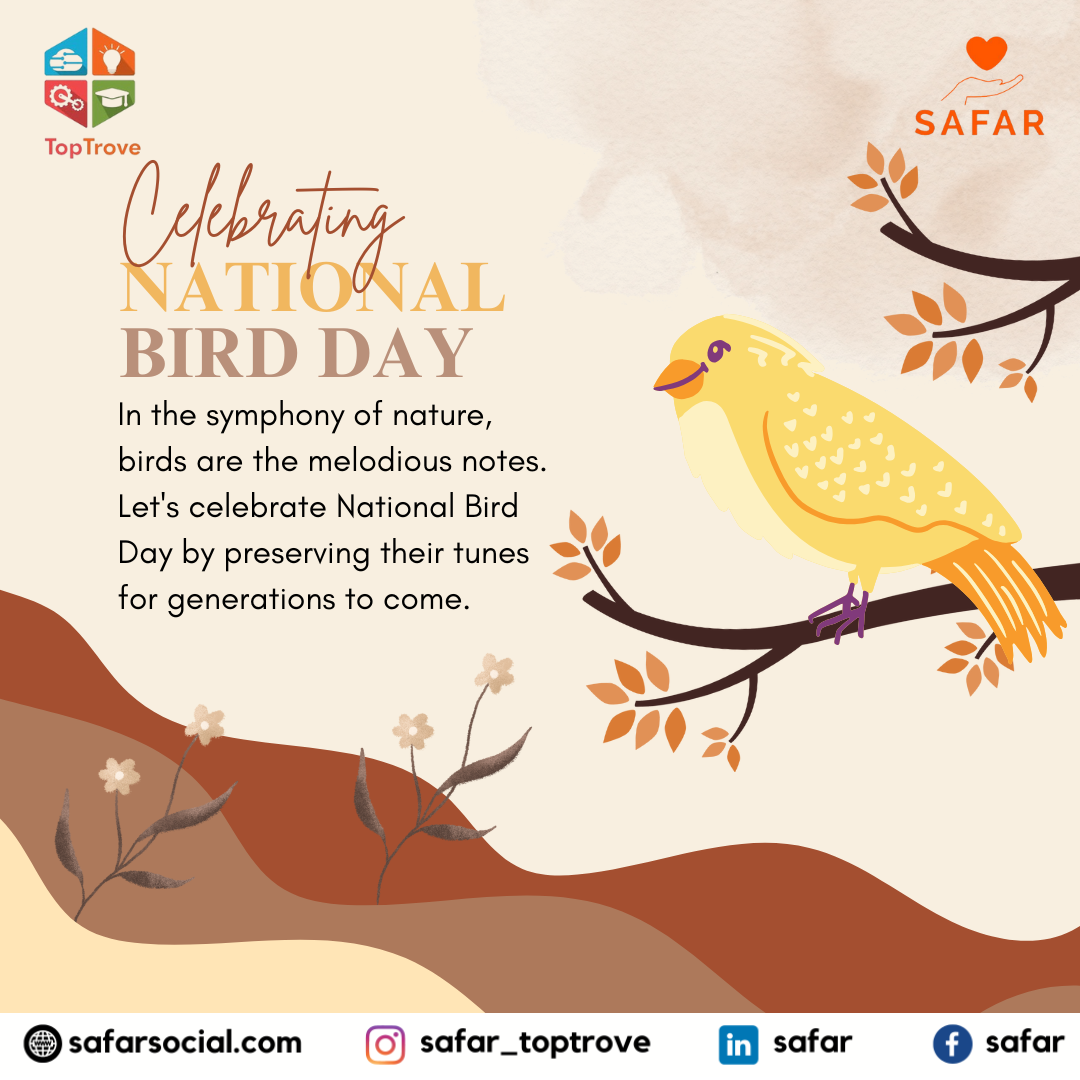 TopTrove
SAFAR
Celebrating
NATIONAL
BIRD DAY
In the symphony of nature,
birds are the melodious notes.
Let's celebrate National Bird
Day by preserving their tunes
for generations to come.
safarsocial.com
safar_toptrove
in
safar
f
safar